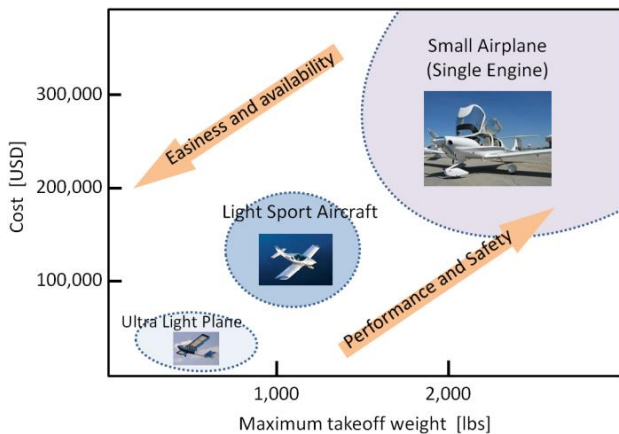 Small Airplane
(Single Engine)
300,000
Easiness and availability
200,000
Cost [USD]
Light Sport Aircraft
100,000
Performance and Safety
Ultra Light Plane
1,000
2,000
Maximum takeoff weight [lbs]